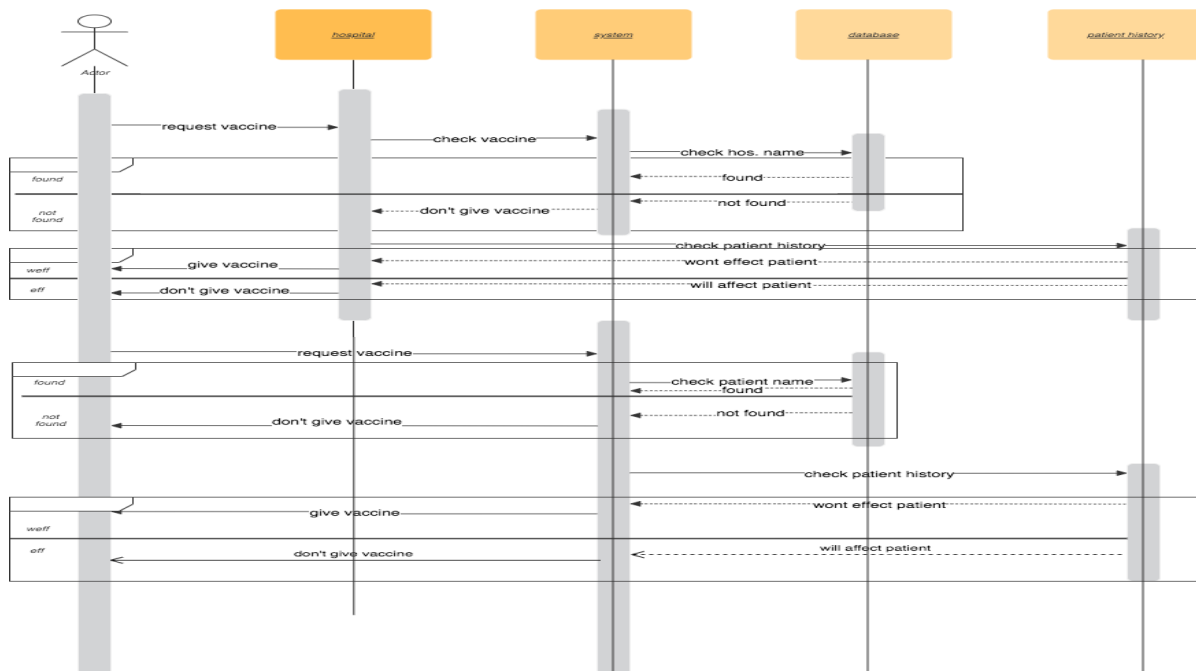 hospital
system
database
patient history
Actor
request vaccine
check vaccine
check hos. name
found
found
not found
not
found
don't give vaccine
check patient history
wont effect patient
give vaccine
weff
will affect patient
eff
don't give vaccine
request vaccine
found
check patient name
found
not found
not
found
don't give vaccine
check patient history
wont effect patient
give vaccine
weff
eff
will affect patient
don't give vaccine